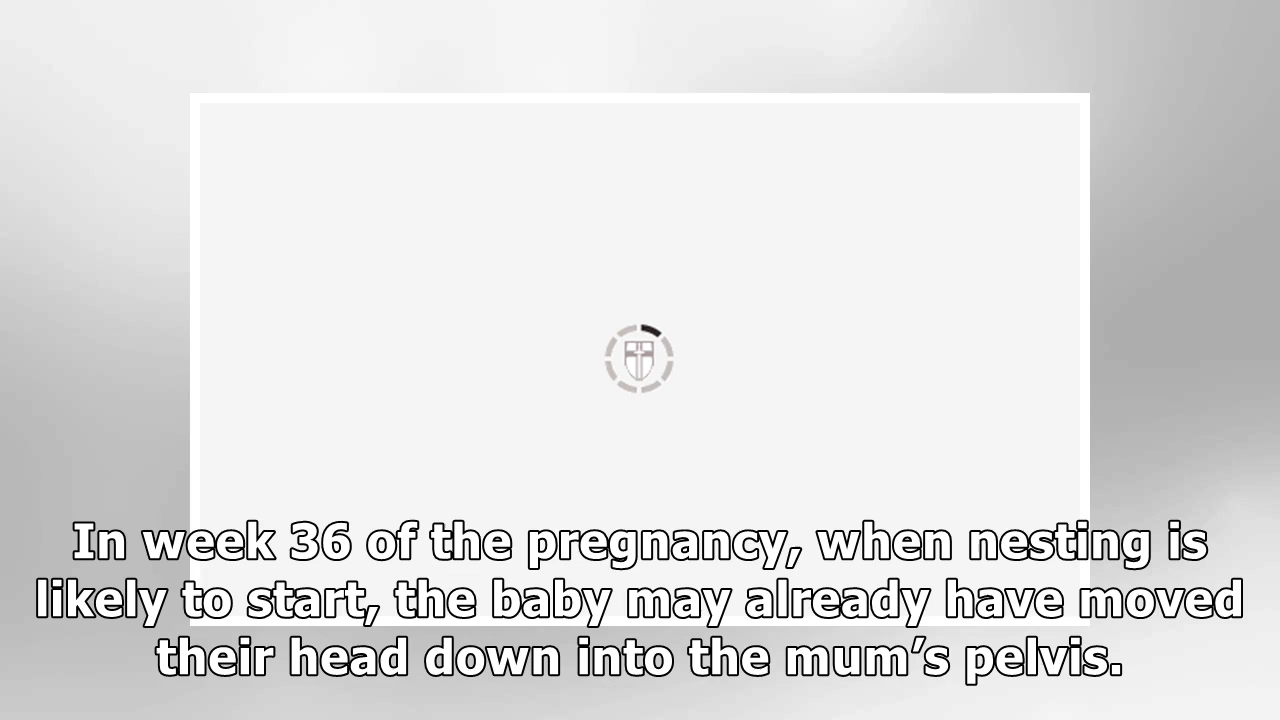 In week 36 of the pregnancy, when nesting is
likely to start, the baby may already have moved
their head down into the mum’s pelvis.